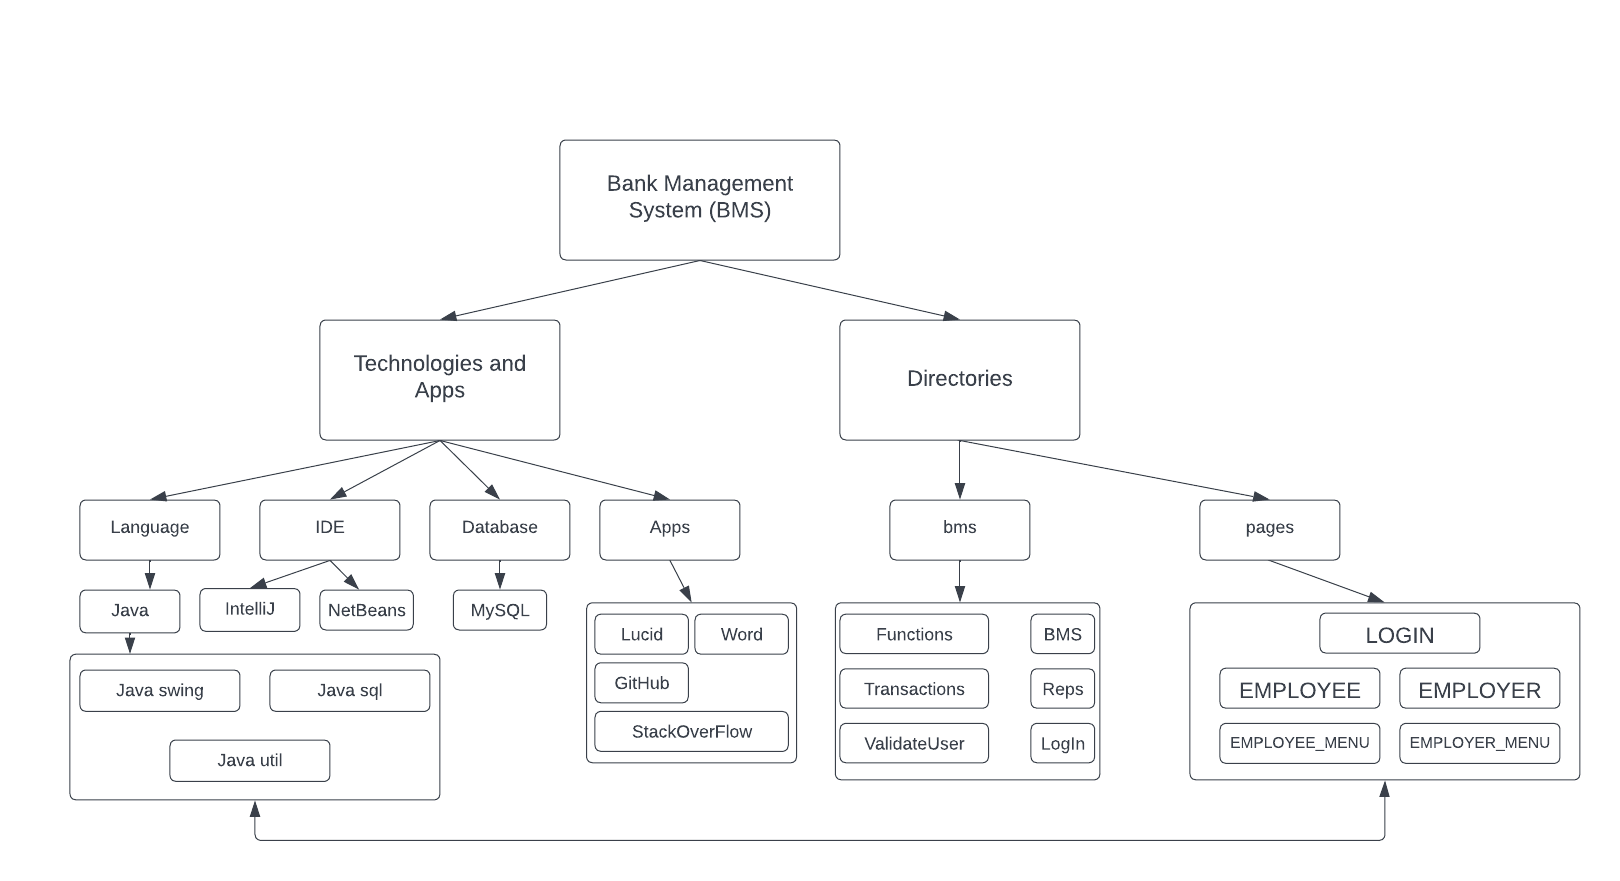 Bank Management
System (BMS)
Technologies and
Apps
Directories
Language
IDE
Database
Apps
bms
pages
Java
IntelliJ
NetBeans
MySQL
Lucid
Word
GitHub
StackOverFlow
Functions
BMS
Transactions
Reps
ValidateUser
LogIn
LOGIN
EMPLOYEE
EMPLOYER
EMPLOYEE_MENU
EMPLOYER_MENU
Java swing
Java sql
Java util